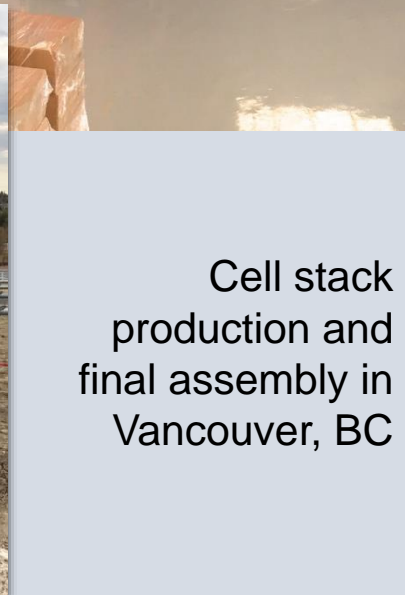 Cell stack
production and
final assembly in
Vancouver, BC